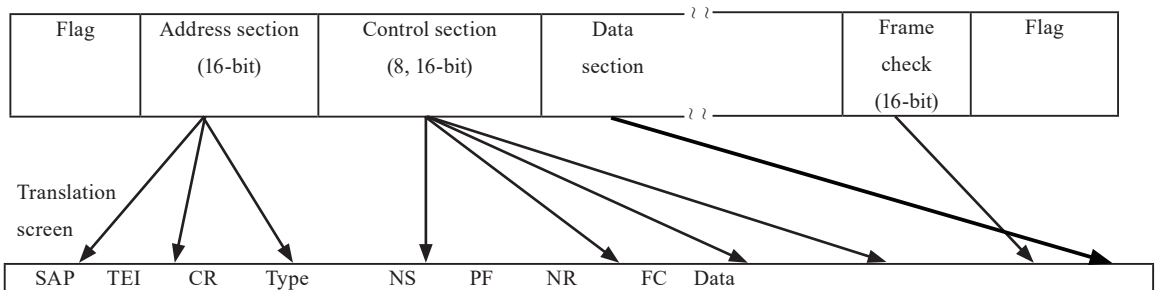 Flag Address section Control section Data Frame Flag
(16-bit) (8, 16-bit) section check
(16-bit)
Translation
screen
SAP TEI CR Type NS PF NR FC Data